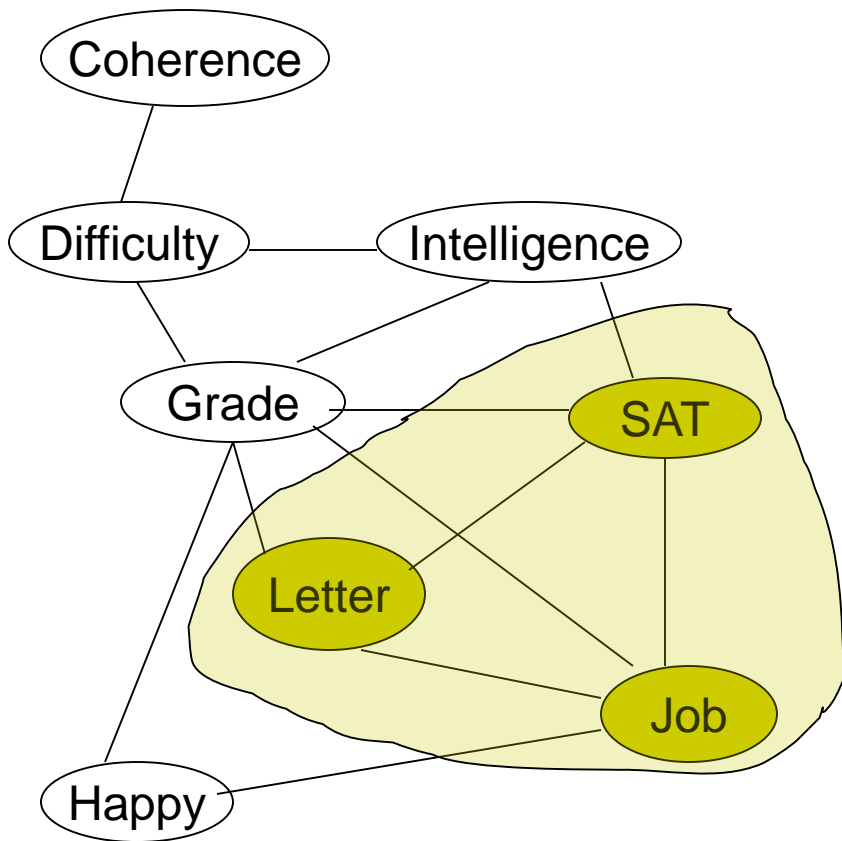 Coherence
Difficulty
Intelligence
Grade
SAT
Letter
Job
Happy